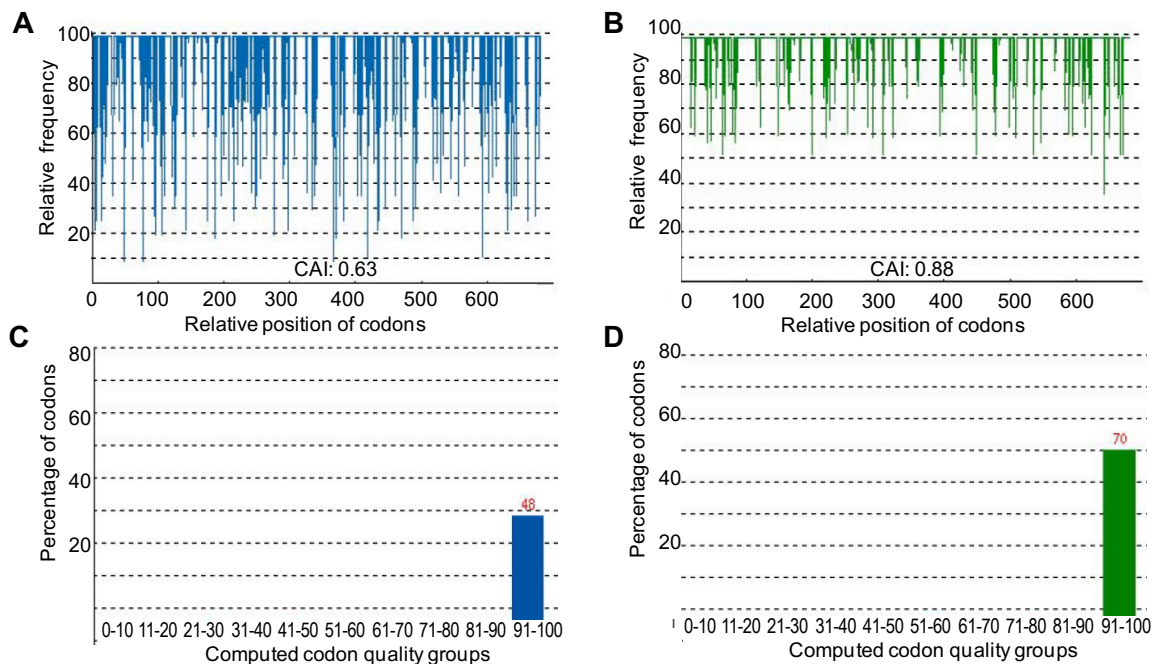 A
Relative frequency
100
80
60
40
20
CAI: 0.63
0 100 200 300 400 500 600
Relative position of codons
B
Relative frequency
100
80
60
40
20
CAI: 0.88
0 100 200 300 400 500 600
Relative position of codons
C
Percentage of codons
80
60
40
20
48
0-10 11-20 21-30 31-40 41-50 51-60 61-70 71-80 81-90 91-100
Computed codon quality groups
D
Percentage of codons
80
60
40
20
70
0-10 11-20 21-30 31-40 41-50 51-60 61-70 71-80 81-90 91-100
Computed codon quality groups